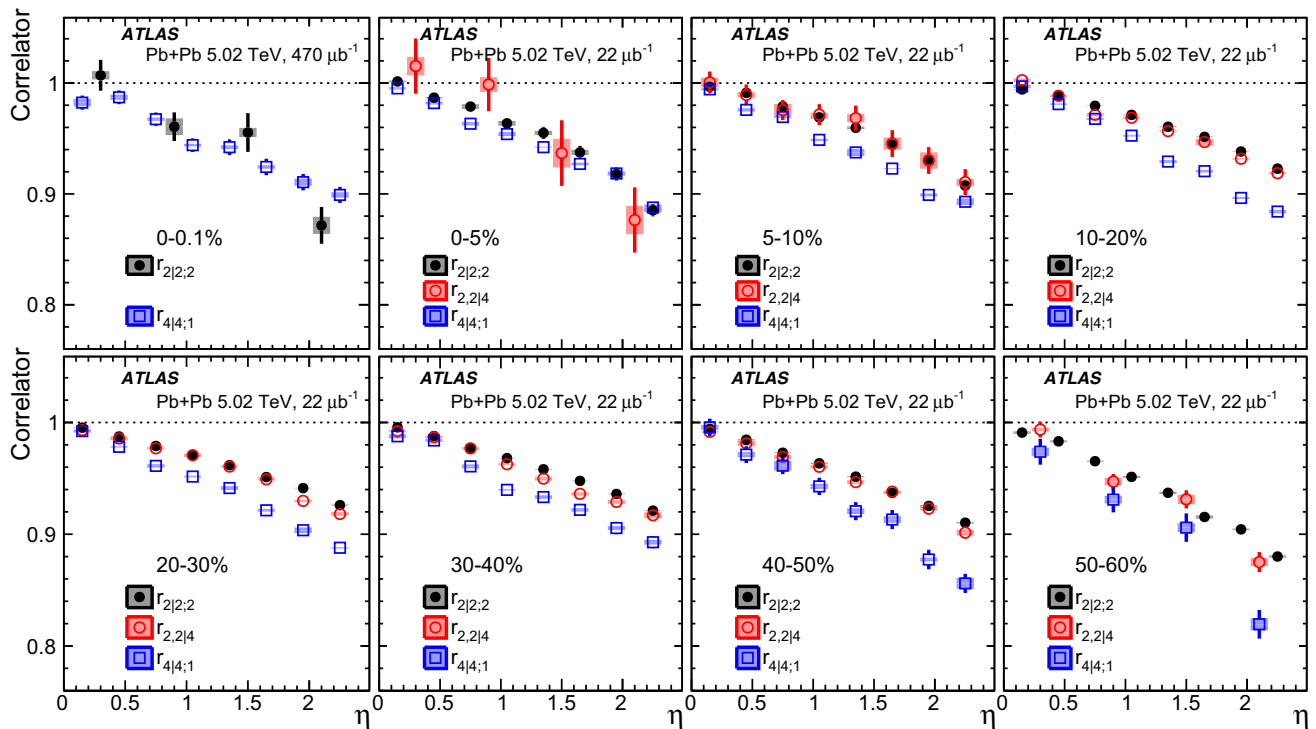 Correlator
1
0.9
0.8
ATLAS
Pb+Pb 5.02 TeV, 470 μb⁻¹
0-0.1%
r₂|₂;₂
r₄|₄;₁
ATLAS
Pb+Pb 5.02 TeV, 22 μb⁻¹
0-5%
r₂|₂;₂
r₂,₂|₄
r₄|₄;₁
ATLAS
Pb+Pb 5.02 TeV, 22 μb⁻¹
5-10%
r₂|₂;₂
r₂,₂|₄
r₄|₄;₁
ATLAS
Pb+Pb 5.02 TeV, 22 μb⁻¹
10-20%
r₂|₂;₂
r₂,₂|₄
r₄|₄;₁
Correlator
1
0.9
0.8
ATLAS
Pb+Pb 5.02 TeV, 22 μb⁻¹
20-30%
r₂|₂;₂
r₂,₂|₄
r₄|₄;₁
0 0.5 1 1.5 2 η
ATLAS
Pb+Pb 5.02 TeV, 22 μb⁻¹
30-40%
r₂|₂;₂
r₂,₂|₄
r₄|₄;₁
0 0.5 1 1.5 2 η
ATLAS
Pb+Pb 5.02 TeV, 22 μb⁻¹
40-50%
r₂|₂;₂
r₂,₂|₄
r₄|₄;₁
0 0.5 1 1.5 2 η
ATLAS
Pb+Pb 5.02 TeV, 22 μb⁻¹
50-60%
r₂|₂;₂
r₂,₂|₄
r₄|₄;₁
0 0.5 1 1.5 2 η